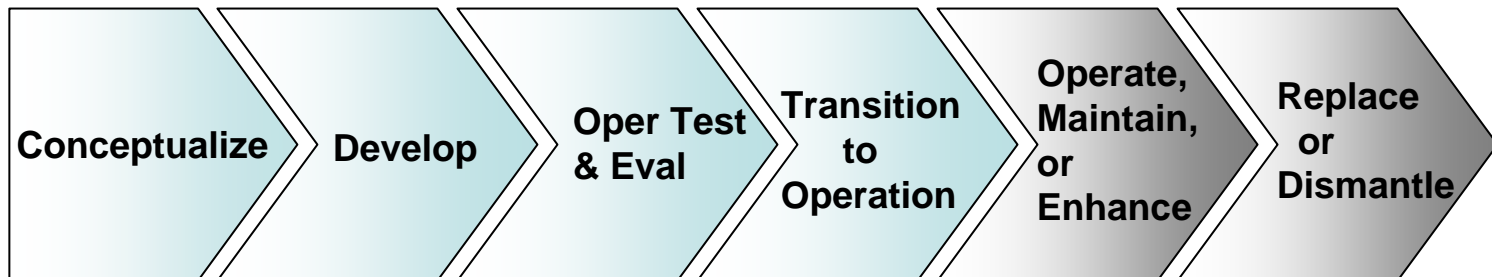 Conceptualize
Develop
Oper Test
& Eval
Transition
to
Operation
Operate,
Maintain,
or
Enhance
Replace
or
Dismantle